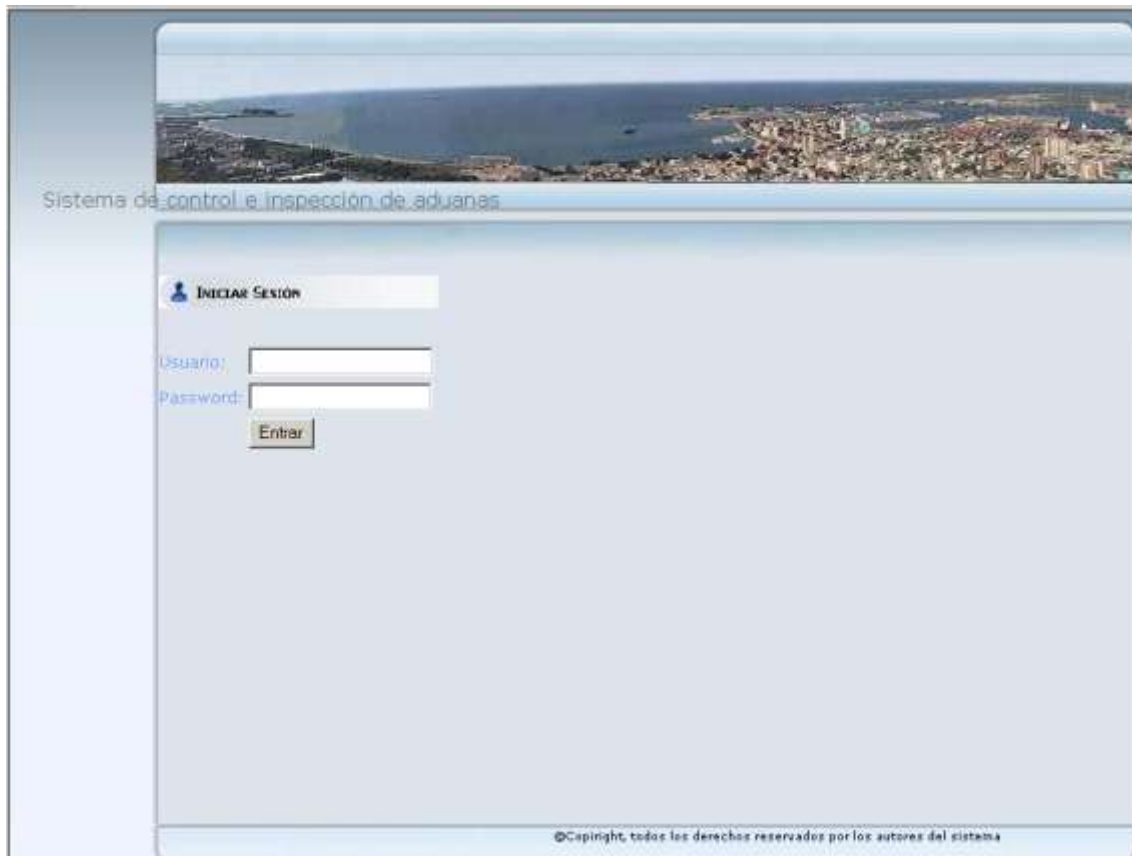 Sistema de control e inspección de aduanas
INICIAR SESIÓN
Usuario:
Password:
Entrar
©Copiright, todos los derechos reservados por los autores del sistema